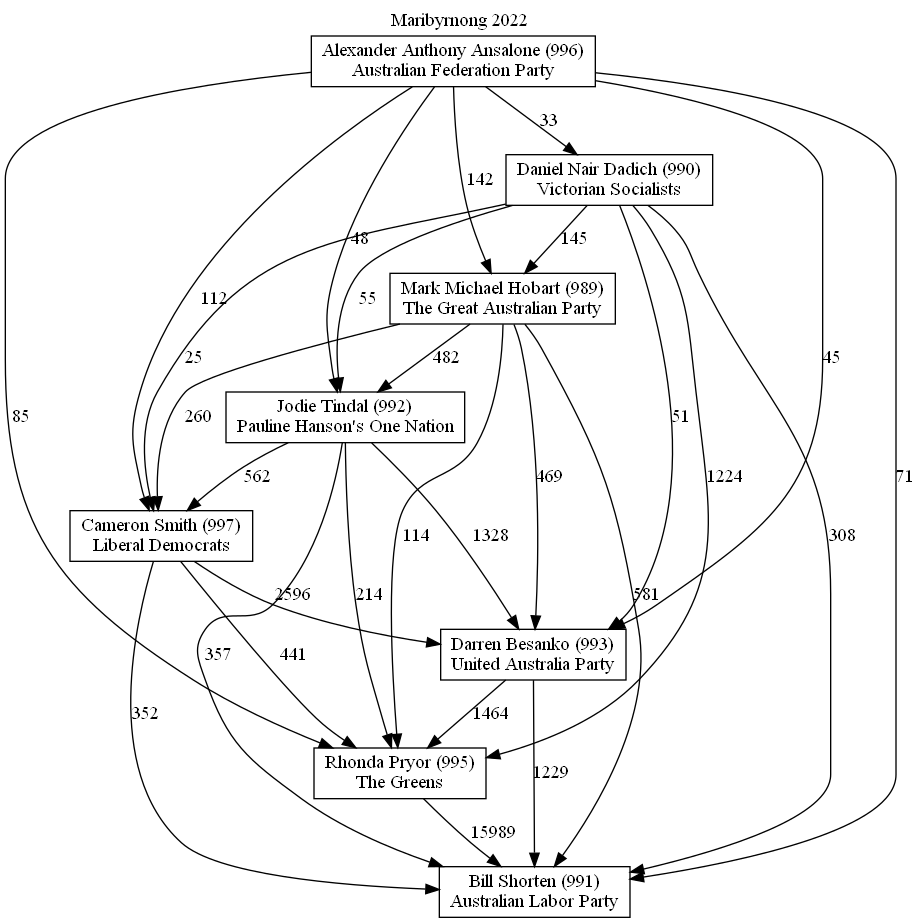 Maribyrnong 2022
Alexander Anthony Ansalone (996)
Australian Federation Party
33
Daniel Nair Dadich (990)
Victorian Socialists
142
48
145
Mark Michael Hobart (989)
The Great Australian Party
112
55
25
482
45
Jodie Tindal (992)
Pauline Hanson's One Nation
85
260
51
562
469
1224
71
Cameron Smith (997)
Liberal Democrats
114
1328
308
2596
214
581
Darren Besanko (993)
United Australia Party
357
441
352
1464
Rhonda Pryor (995)
The Greens
1229
15989
Bill Shorten (991)
Australian Labor Party